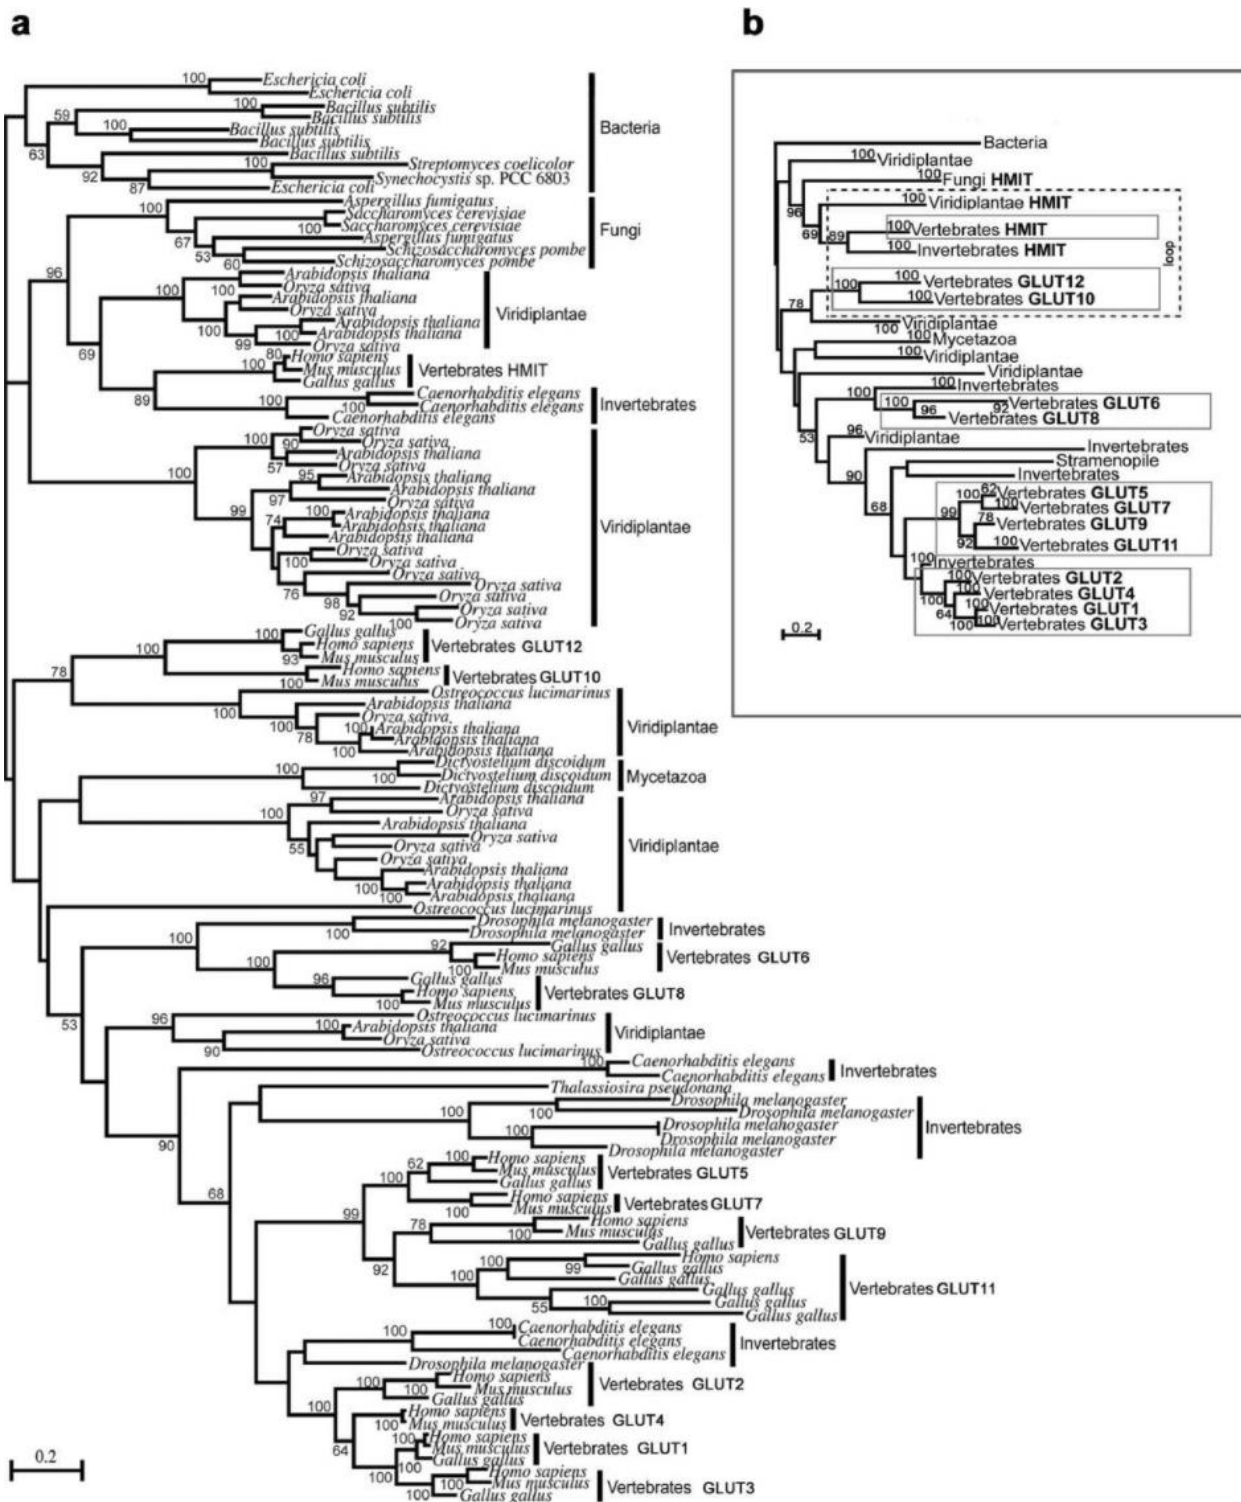 a
100
Eschericia coli
Eschericia coli
59
100
Bacillus subtilis
Bacillus subtilis
100
Bacillus subtilis
Bacillus subtilis
63
Bacillus subtilis
92
100
Streptomyces coelicolor
Synechocystis sp. PCC 6803
87
Eschericia coli
Bacteria
Aspergillus fumigatus
100
Saccharomyces cerevisiae
100
Saccharomyces cerevisiae
67
Aspergillus fumigatus
53
Schizosaccharomyces pombe
60
Schizosaccharomyces pombe
Fungi
96
Arabidopsis thaliana
100
100
Oryza sativa
Arabidopsis thaliana
Oryza sativa
100
Arabidopsis thaliana
100
Arabidopsis thaliana
99
Oryza sativa
Viridiplantae
69
80
Homo sapiens
100
Mus musculus
Gallus gallus
Vertebrates HMIT
89
Caenorhabditis elegans
100
100
Caenorhabditis elegans
Caenorhabditis elegans
Invertebrates
Oryza sativa
100
90
Oryza sativa
Arabidopsis thaliana
57
Oryza sativa
100
95
Arabidopsis thaliana
Arabidopsis thaliana
97
Oryza sativa
99
100
Arabidopsis thaliana
74
Arabidopsis thaliana
Arabidopsis thaliana
Oryza sativa
100
Oryza sativa
Oryza sativa
76
Oryza sativa
98
Oryza sativa
92
Oryza sativa
100
Oryza sativa
Viridiplantae
100
Gallus gallus
Homo sapiens
93
Mus musculus
Vertebrates GLUT12
78
Homo sapiens
100
Mus musculus
Vertebrates GLUT10
Ostreococcus lucimarinus
100
Arabidopsis thaliana
100
Oryza sativa
100
Arabidopsis thaliana
78
Arabidopsis thaliana
100
Arabidopsis thaliana
Viridiplantae
Dictyostelium discoidum
100
100
Dictyostelium discoidum
Dictyostelium discoidum
Mycetazoa
97
Arabidopsis thaliana
100
Oryza sativa
Arabidopsis thaliana
Oryza sativa
55
Oryza sativa
Oryza sativa
Arabidopsis thaliana
100
Arabidopsis thaliana
100
Arabidopsis thaliana
Viridiplantae
Ostreococcus lucimarinus
Drosophila melanogaster
100
100
Drosophila melanogaster
Invertebrates
92
Gallus gallus
100
Homo sapiens
100
Mus musculus
Vertebrates GLUT6
96
Gallus gallus
Homo sapiens
100
Mus musculus
Vertebrates GLUT8
53
96
Ostreococcus lucimarinus
100
Arabidopsis thaliana
Oryza sativa
90
Ostreococcus lucimarinus
Viridiplantae
100
Caenorhabditis elegans
Caenorhabditis elegans
Invertebrates
Thalassiosira pseudonana
Drosophila melanogaster
100
100
Drosophila melanogaster
Drosophila melanogaster
100
Drosophila melanogaster
Drosophila melanogaster
Invertebrates
90
100
Homo sapiens
62
Mus musculus
100
Gallus gallus
Vertebrates GLUT5
68
Homo sapiens
100
Mus musculus
Vertebrates GLUT7
99
Homo sapiens
78
100
Mus musculus
Gallus gallus
Vertebrates GLUT9
92
Homo sapiens
100
99
Gallus gallus
100
Gallus gallus
Gallus gallus
100
Gallus gallus
55
Gallus gallus
Vertebrates GLUT11
100
Caenorhabditis elegans
100
Caenorhabditis elegans
Caenorhabditis elegans
Invertebrates
Drosophila melanogaster
Homo sapiens
100
100
Mus musculus
Gallus gallus
Vertebrates GLUT2
100
Homo sapiens
100
Mus musculus
Vertebrates GLUT4
64
Homo sapiens
100
Mus musculus
100
Gallus gallus
Vertebrates GLUT1
100
Homo sapiens
100
Mus musculus
100
Gallus gallus
Vertebrates GLUT3
0.2
b
Bacteria
100
Viridiplantae
100
Fungi HMIT
96
100
Viridiplantae HMIT
69
89
100
Vertebrates HMIT
100
Invertebrates HMIT
loop
100
Vertebrates GLUT12
100
100
Vertebrates GLUT10
78
100
Viridiplantae
100
Mycetazoa
100
Viridiplantae
Viridiplantae
100
100
Invertebrates
100
92
Vertebrates GLUT6
96
Vertebrates GLUT8
53
96
Viridiplantae
90
Invertebrates
Stramenopile
Invertebrates
68
62
100
Vertebrates GLUT5
100
Vertebrates GLUT7
99
78
Vertebrates GLUT9
92
100
Vertebrates GLUT11
100
Invertebrates
100
Vertebrates GLUT2
100
100
Vertebrates GLUT4
64
100
Vertebrates GLUT1
100
100
Vertebrates GLUT3
0.2